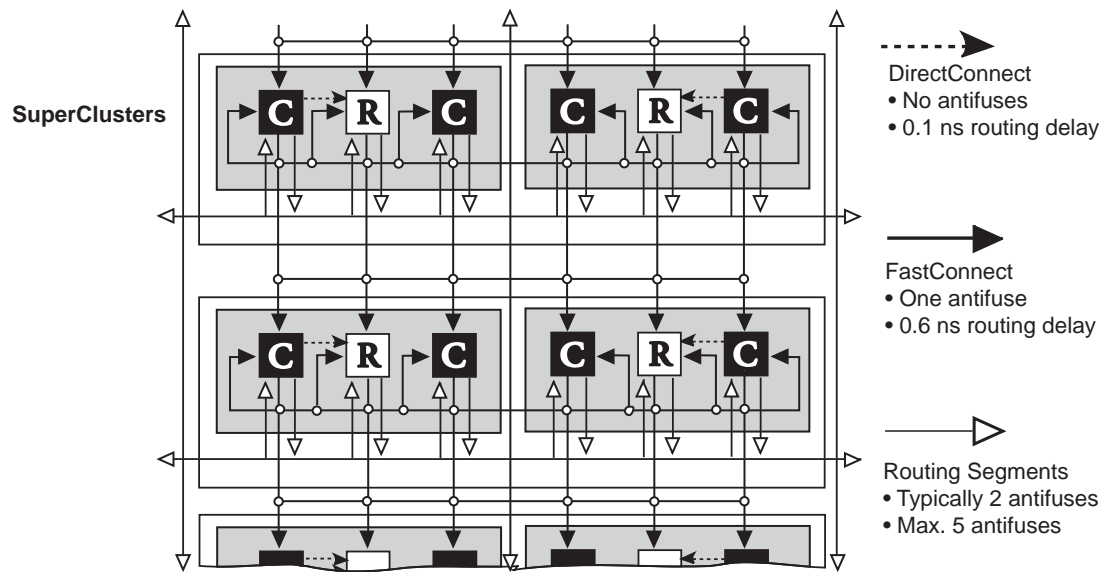 SuperClusters
C R C C R C
C R C C R C
DirectConnect
• No antifuses
• 0.1 ns routing delay
FastConnect
• One antifuse
• 0.6 ns routing delay
Routing Segments
• Typically 2 antifuses
• Max. 5 antifuses